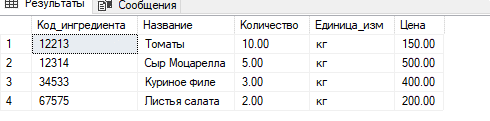 Результаты Сообщения
Код_ингредиента Название Количество Единица_изм Цена
1 12213 Томаты 10.00 кг 150.00
2 12314 Сыр Моцарелла 5.00 кг 500.00
3 34533 Куриное филе 3.00 кг 400.00
4 67575 Листья салата 2.00 кг 200.00